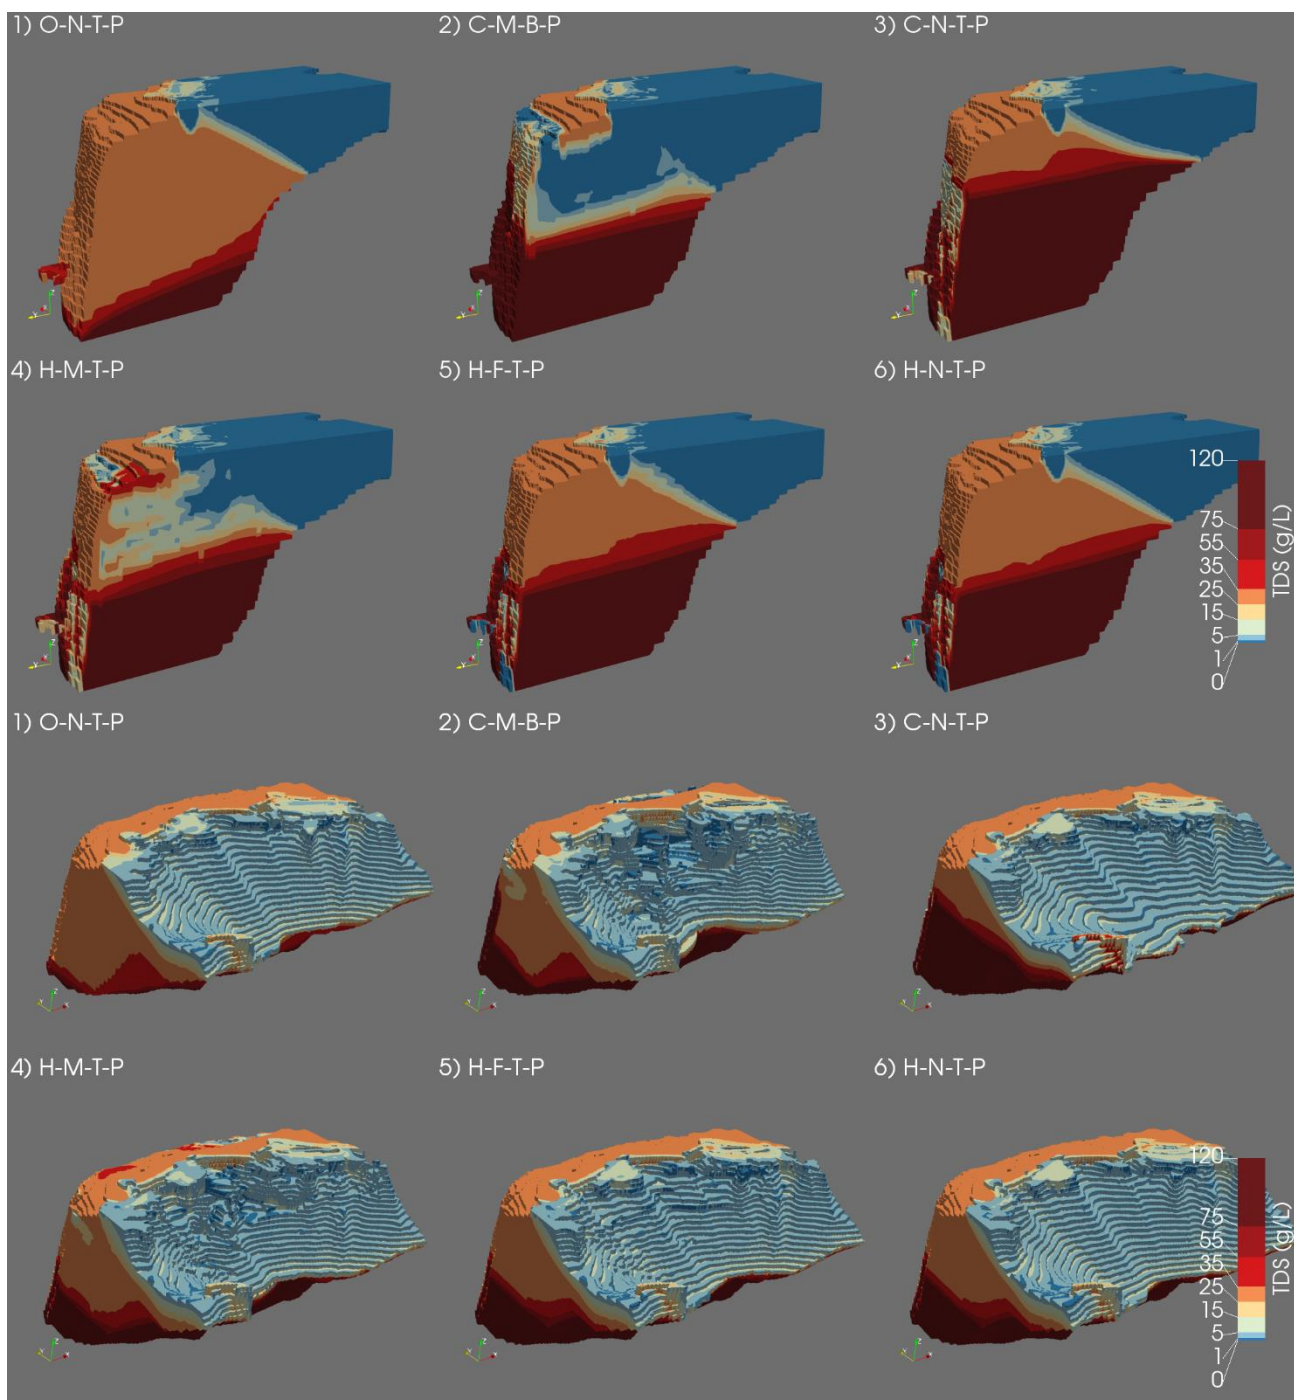 1) O-N-T-P
2) C-M-B-P
3) C-N-T-P
4) H-M-T-P
5) H-F-T-P
6) H-N-T-P
120
75
55
35
25
15
5
1
0
TDS (g/L)
1) O-N-T-P
2) C-M-B-P
3) C-N-T-P
4) H-M-T-P
5) H-F-T-P
6) H-N-T-P
120
75
55
35
25
15
5
1
0
TDS (g/L)